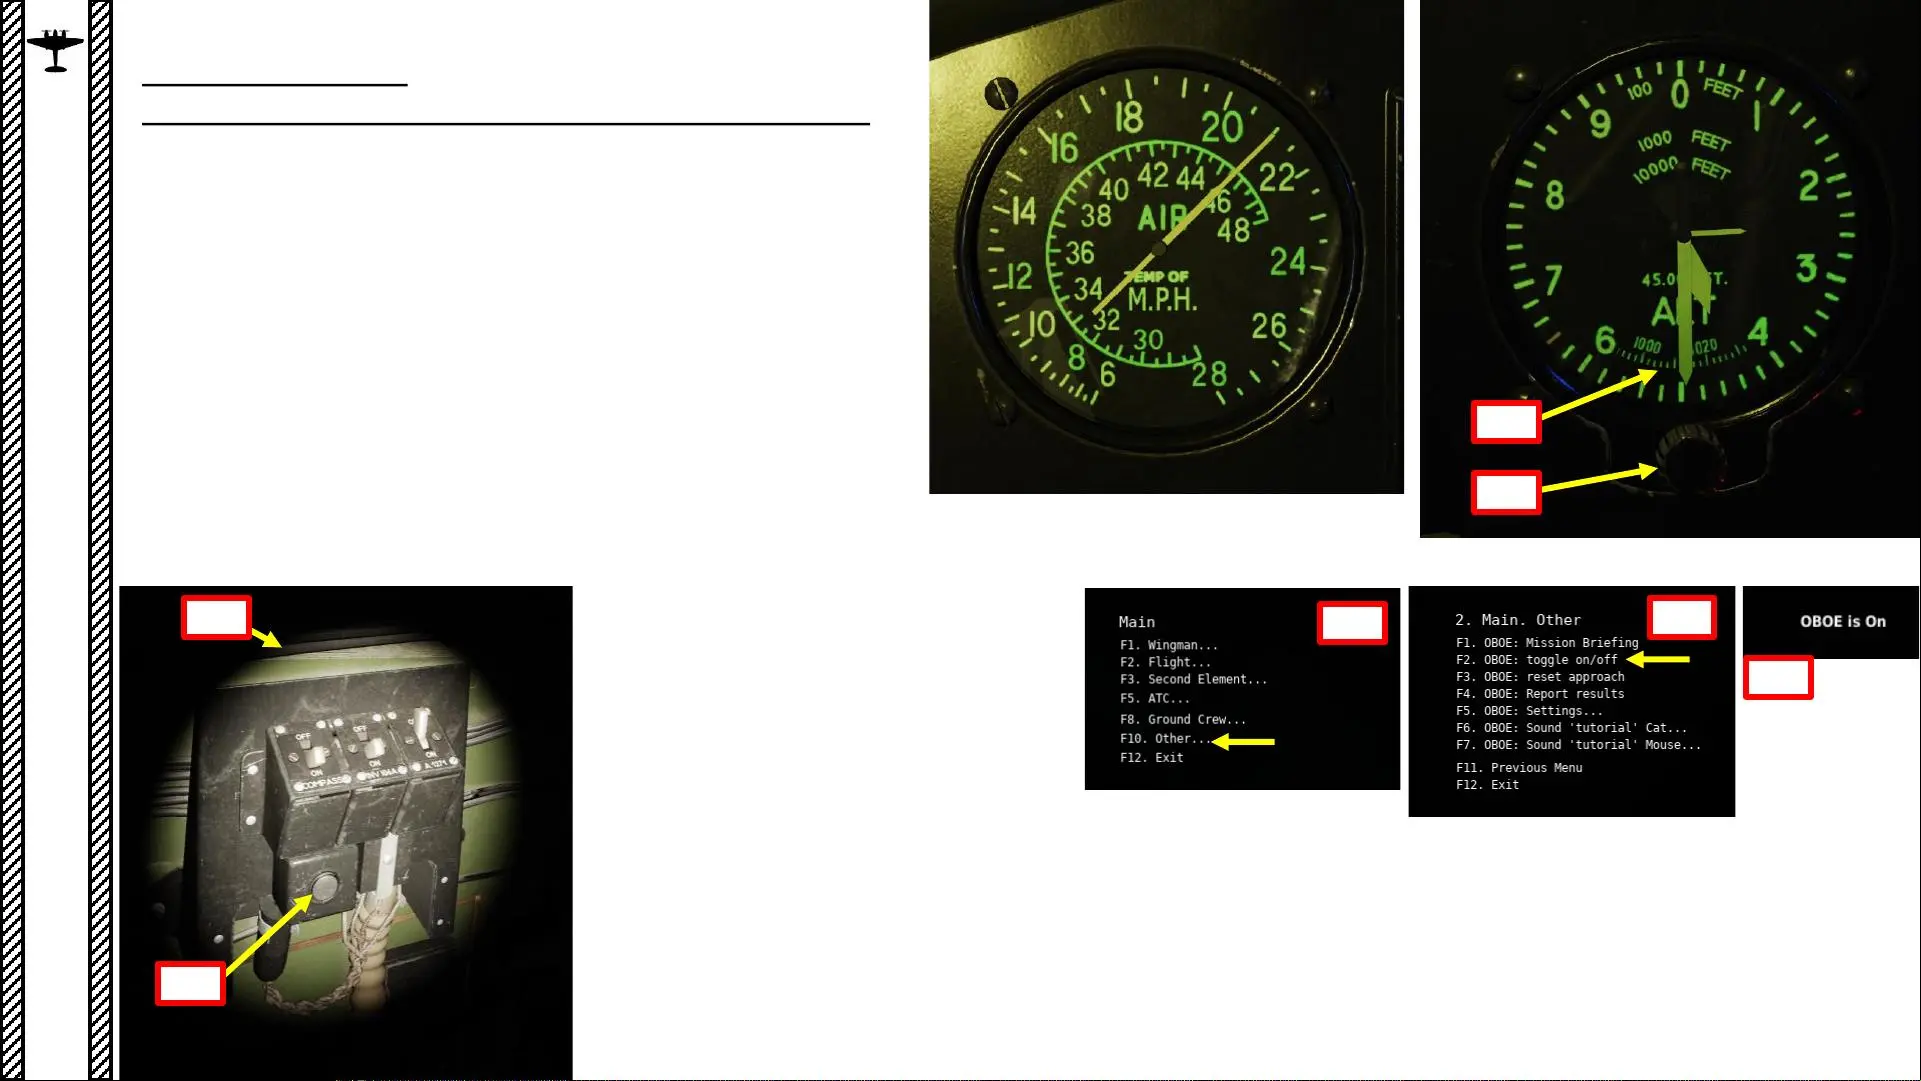 18
20
16
22
42
44
40
46
14
38
AIR
48
36
24
12
TEMP OF
34
M.P.H.
10
32
26
30
8
6
28
100
0
FEET
9
1
1000 FEET
10000 FEET
8
2
7
3
6
1000
020
4
OFF
OFF
ON
ON
ON
COMPASS
Main
F1. Wingman...
F2. Flight...
F3. Second Element...
F5. ATC...
F8. Ground Crew...
F10. Other...
F12. Exit
2. Main. Other
F1. OBOE: Mission Briefing
F2. OBOE: toggle on/off
F3. OBOE: reset approach
F4. OBOE: Report results
F5. OBOE: Settings...
F6. OBOE: Sound 'tutorial' Cat...
F7. OBOE: Sound 'tutorial' Mouse...
F11. Previous Menu
F12. Exit
OBOE is On